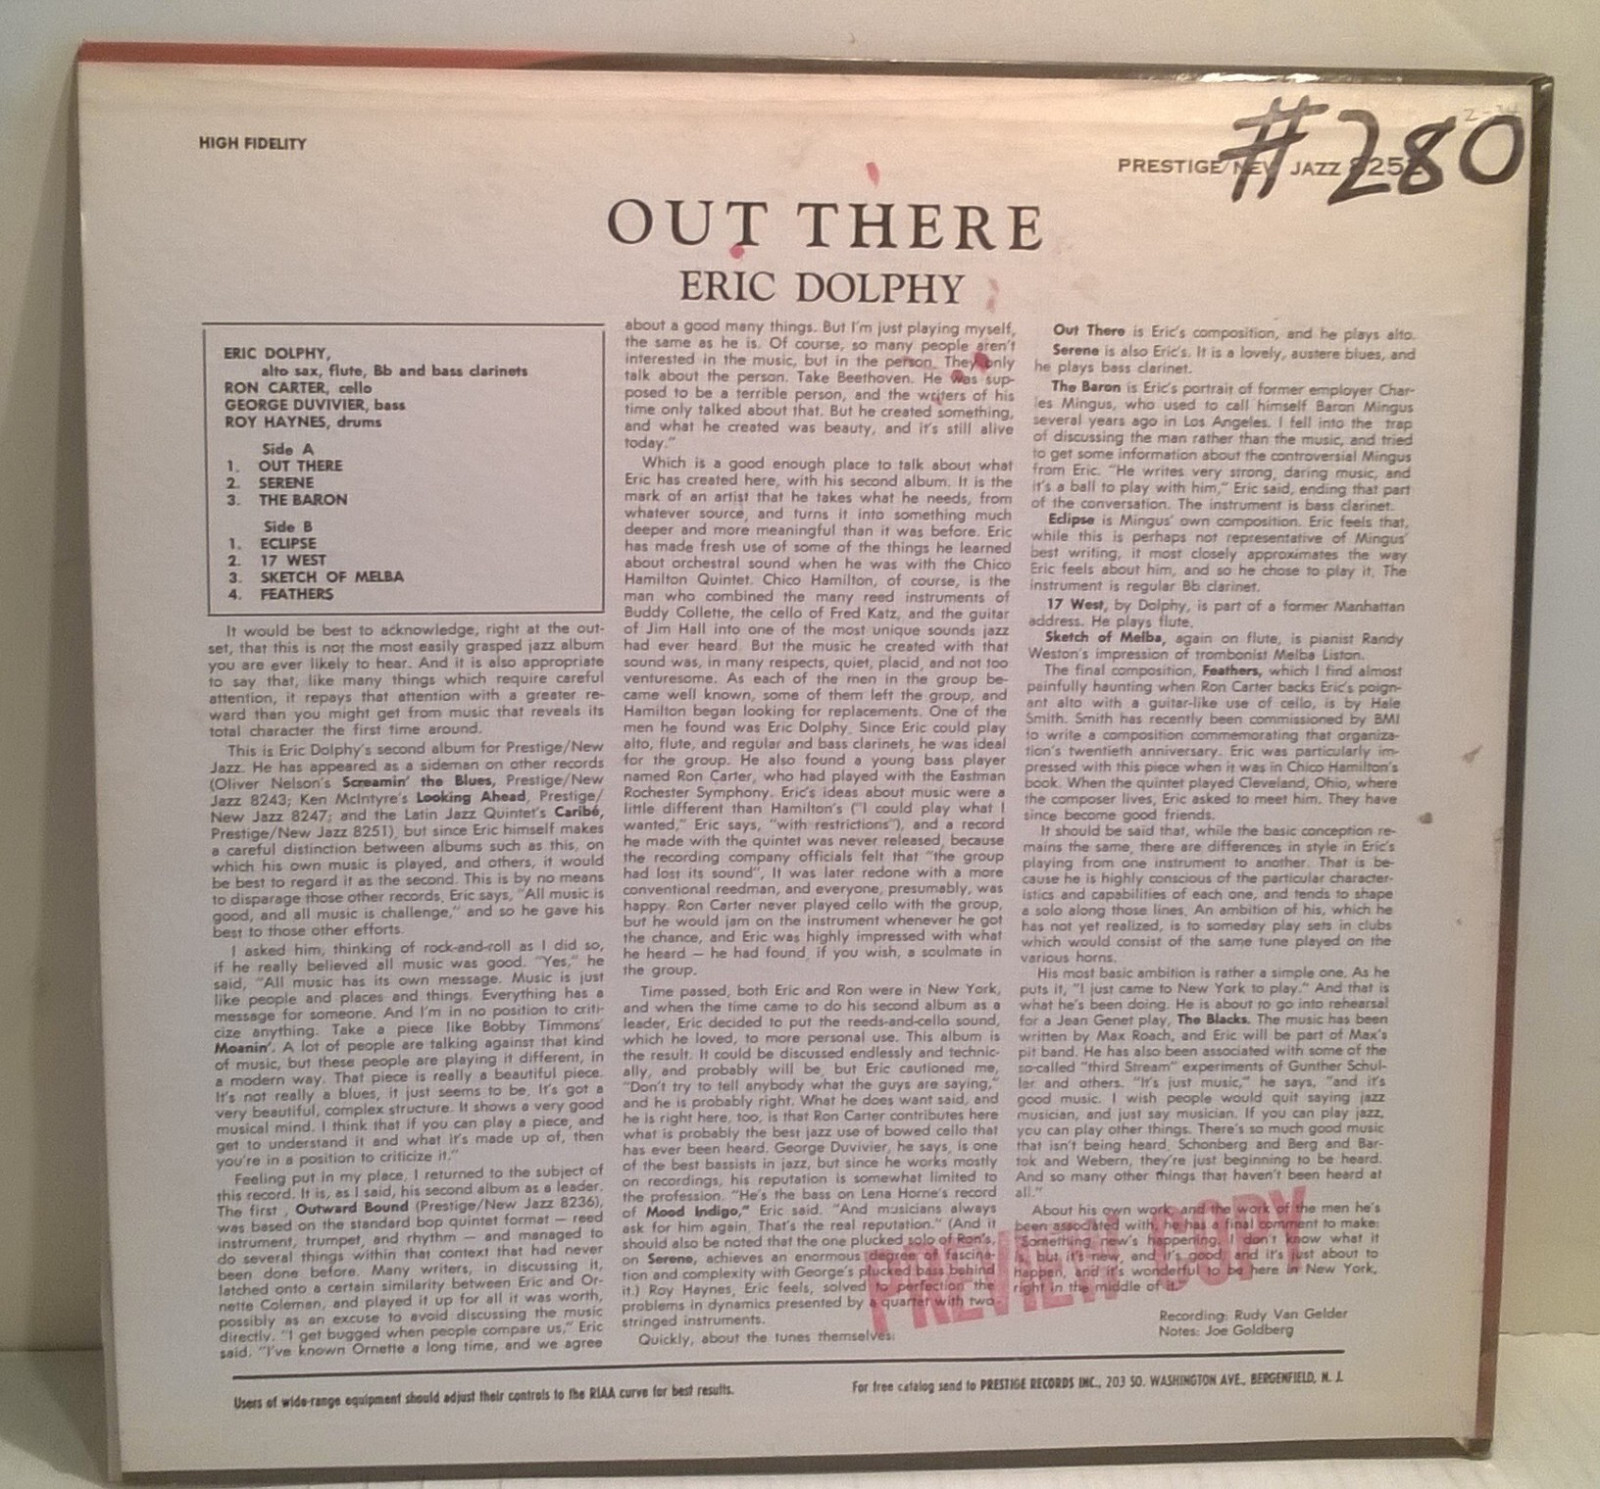 HIGH FIDELITY
PRESTIGE/NEW JAZZ 825
#280
OUT THERE
ERIC DOLPHY
ERIC DOLPHY,
alto sax, flute, Bb and bass clarinets
RON CARTER, cello
GEORGE DUVIVIER, bass
ROY HAYNES, drums
Side A
1. OUT THERE
2. SERENE
3. THE BARON
Side B
1. ECLIPSE
2. 17 WEST
3. SKETCH OF MELBA
4. FEATHERS
It would be best to acknowledge, right at the out-
set, that this is not the most easily grasped jazz album
you are ever likely to hear. And it is also appropriate
to say that, like many things which require careful
attention, it repays that attention with a greater re-
ward than you might get from music that reveals its
total character the first time around.
This is Eric Dolphy's second album for Prestige/New
Jazz. He has appeared as a sideman on other records
(Oliver Nelson's Screamin' the Blues, Prestige/New
Jazz 8243; Ken McIntyre's Looking Ahead, Prestige/
New Jazz 8247; and the Latin Jazz Quintet's Caribé,
Prestige/New Jazz 8251), but since Eric himself makes
a careful distinction between albums such as this, on
which his own music is played, and others, it would
be best to regard it as the second. This is by no means
to disparage those other records, Eric says, "All music is
good, and all music is challenge," and so he gave his
best to those other efforts.
I asked him, thinking of rock-and-roll as I did so,
if he really believed all music was good. "Yes," he
said, "All music has its own message. Music is just
like people and places and things. Everything has a
message for someone. And I'm in no position to criti-
cize anything. Take a piece like Bobby Timmons'
Moanin'. A lot of people are talking against that kind
of music, but these people are playing it different, in
a modern way. That piece is really a beautiful piece.
It's not really a blues, it just seems to be. It's got a
very beautiful, complex structure. It shows a very good
musical mind. I think that if you can play a piece, and
get to understand it and what it's made up of, then
you're in a position to criticize it."
Feeling put in my place, I returned to the subject of
this record. It is, as I said, his second album as a leader.
The first , Outward Bound (Prestige/New Jazz 8236),
was based on the standard bop quintet format — reed
instrument, trumpet, and rhythm — and managed to
do several things within that context that had never
been done before. Many writers, in discussing it,
latched onto a certain similarity between Eric and Or-
nette Coleman, and played it up for all it was worth,
possibly as an excuse to avoid discussing the music
directly. "I get bugged when people compare us," Eric
said. "I've known Ornette a long time, and we agree
about a good many things. But I'm just playing myself,
the same as he is. Of course, so many people aren't
interested in the music, but in the person. They only
talk about the person. Take Beethoven. He was sup-
posed to be a terrible person, and the writers of his
time only talked about that. But he created something,
and what he created was beauty, and it's still alive
today."
Which is a good enough place to talk about what
Eric has created here, with his second album. It is the
mark of an artist that he takes what he needs, from
whatever source, and turns it into something much
deeper and more meaningful than it was before. Eric
has made fresh use of some of the things he learned
about orchestral sound when he was with the Chico
Hamilton Quintet. Chico Hamilton, of course, is the
man who combined the many reed instruments of
Buddy Collette, the cello of Fred Katz, and the guitar
of Jim Hall into one of the most unique sounds jazz
had ever heard. But the music he created with that
sound was, in many respects, quiet, placid, and not too
venturesome. As each of the men in the group be-
came well known, some of them left the group, and
Hamilton began looking for replacements. One of the
men he found was Eric Dolphy. Since Eric could play
alto, flute, and regular and bass clarinets, he was ideal
for the group. He also found a young bass player
named Ron Carter, who had played with the Eastman
Rochester Symphony. Eric's ideas about music were a
little different than Hamilton's ("I could play what I
wanted," Eric says, "with restrictions"), and a record
he made with the quintet was never released, because
the recording company officials felt that "the group
had lost its sound". It was later redone with a more
conventional reedman, and everyone, presumably, was
happy. Ron Carter never played cello with the group,
but he would jam on the instrument whenever he got
the chance, and Eric was highly impressed with what
he heard — he had found, if you wish, a soulmate in
the group.
Time passed, both Eric and Ron were in New York,
and when the time came to do his second album as a
leader, Eric decided to put the reeds-and-cello sound,
which he loved, to more personal use. This album is
the result. It could be discussed endlessly and technic-
ally, and probably will be, but Eric cautioned me,
"Don't try to tell anybody what the guys are saying,"
and he is probably right. What he does want said, and
he is right here, too, is that Ron Carter contributes here
what is probably the best jazz use of bowed cello that
has ever been heard. George Duvivier, he says, is one
of the best bassists in jazz, but since he works mostly
on recordings, his reputation is somewhat limited to
the profession. "He's the bass on Lena Horne's record
of Mood Indigo," Eric said. "And musicians always
ask for him again. That's the real reputation." (And it
should also be noted that the one plucked solo of Ron's,
on Serene, achieves an enormous degree of fascina-
tion and complexity with George's plucked bass behind
it.) Roy Haynes, Eric feels, solved to perfection the
problems in dynamics presented by a quartet with two-
stringed instruments.
Quickly, about the tunes themselves:
Out There is Eric's composition, and he plays alto.
Serene is also Eric's. It is a lovely, austere blues, and
he plays bass clarinet.
The Baron is Eric's portrait of former employer Char-
les Mingus, who used to call himself Baron Mingus
several years ago in Los Angeles. I fell into the trap
of discussing the man rather than the music, and tried
to get some information about the controversial Mingus
from Eric. "He writes very strong, daring music, and
it's a ball to play with him," Eric said, ending that part
of the conversation. The instrument is bass clarinet.
Eclipse is Mingus' own composition. Eric feels that,
while this is perhaps not representative of Mingus'
best writing, it most closely approximates the way
Eric feels about him, and so he chose to play it. The
instrument is regular Bb clarinet.
17 West, by Dolphy, is part of a former Manhattan
address. He plays flute.
Sketch of Melba, again on flute, is pianist Randy
Weston's impression of trombonist Melba Liston.
The final composition, Feathers, which I find almost
painfully haunting when Ron Carter backs Eric's poign-
ant alto with a guitar-like use of cello, is by Hale
Smith. Smith has recently been commissioned by BMI
to write a composition commemorating that organiza-
tion's twentieth anniversary. Eric was particularly im-
pressed with this piece when it was in Chico Hamilton's
book. When the quintet played Cleveland, Ohio, where
the composer lives, Eric asked to meet him. They have
since become good friends.
It should be said that, while the basic conception re-
mains the same, there are differences in style in Eric's
playing from one instrument to another. That is be-
cause he is highly conscious of the particular character-
istics and capabilities of each one, and tends to shape
a solo along those lines. An ambition of his, which he
has not yet realized, is to someday play sets in clubs
which would consist of the same tune played on the
various horns.
His most basic ambition is rather a simple one. As he
puts it, "I just came to New York to play." And that is
what he's been doing. He is about to go into rehearsal
for a Jean Genet play, The Blacks. The music has been
written by Max Roach, and Eric will be part of Max's
pit band. He has also been associated with some of the
so-called "third Stream" experiments of Gunther Schul-
ler and others. "It's just music," he says, "and it's
good music. I wish people would quit saying jazz
musician, and just say musician. If you can play jazz,
you can play other things. There's so much good music
that isn't being heard. Schonberg and Berg and Bar-
tok and Webern, they're just beginning to be heard.
And so many other things that haven't been heard at
all."
About his own work, and the work of the men he's
been associated with, he has a final comment to make:
"Something new's happening. I don't know what it
is, but it's new, and it's good, and it's just about to
happen, and it's wonderful to be here in New York,
right in the middle of it."
PREVIEW COPY
Recording: Rudy Van Gelder
Notes: Joe Goldberg
Users of wide-range equipment should adjust their controls to the RIAA curve for best results.
For free catalog send to PRESTIGE RECORDS INC., 203 SO. WASHINGTON AVE., BERGENFIELD, N. J.